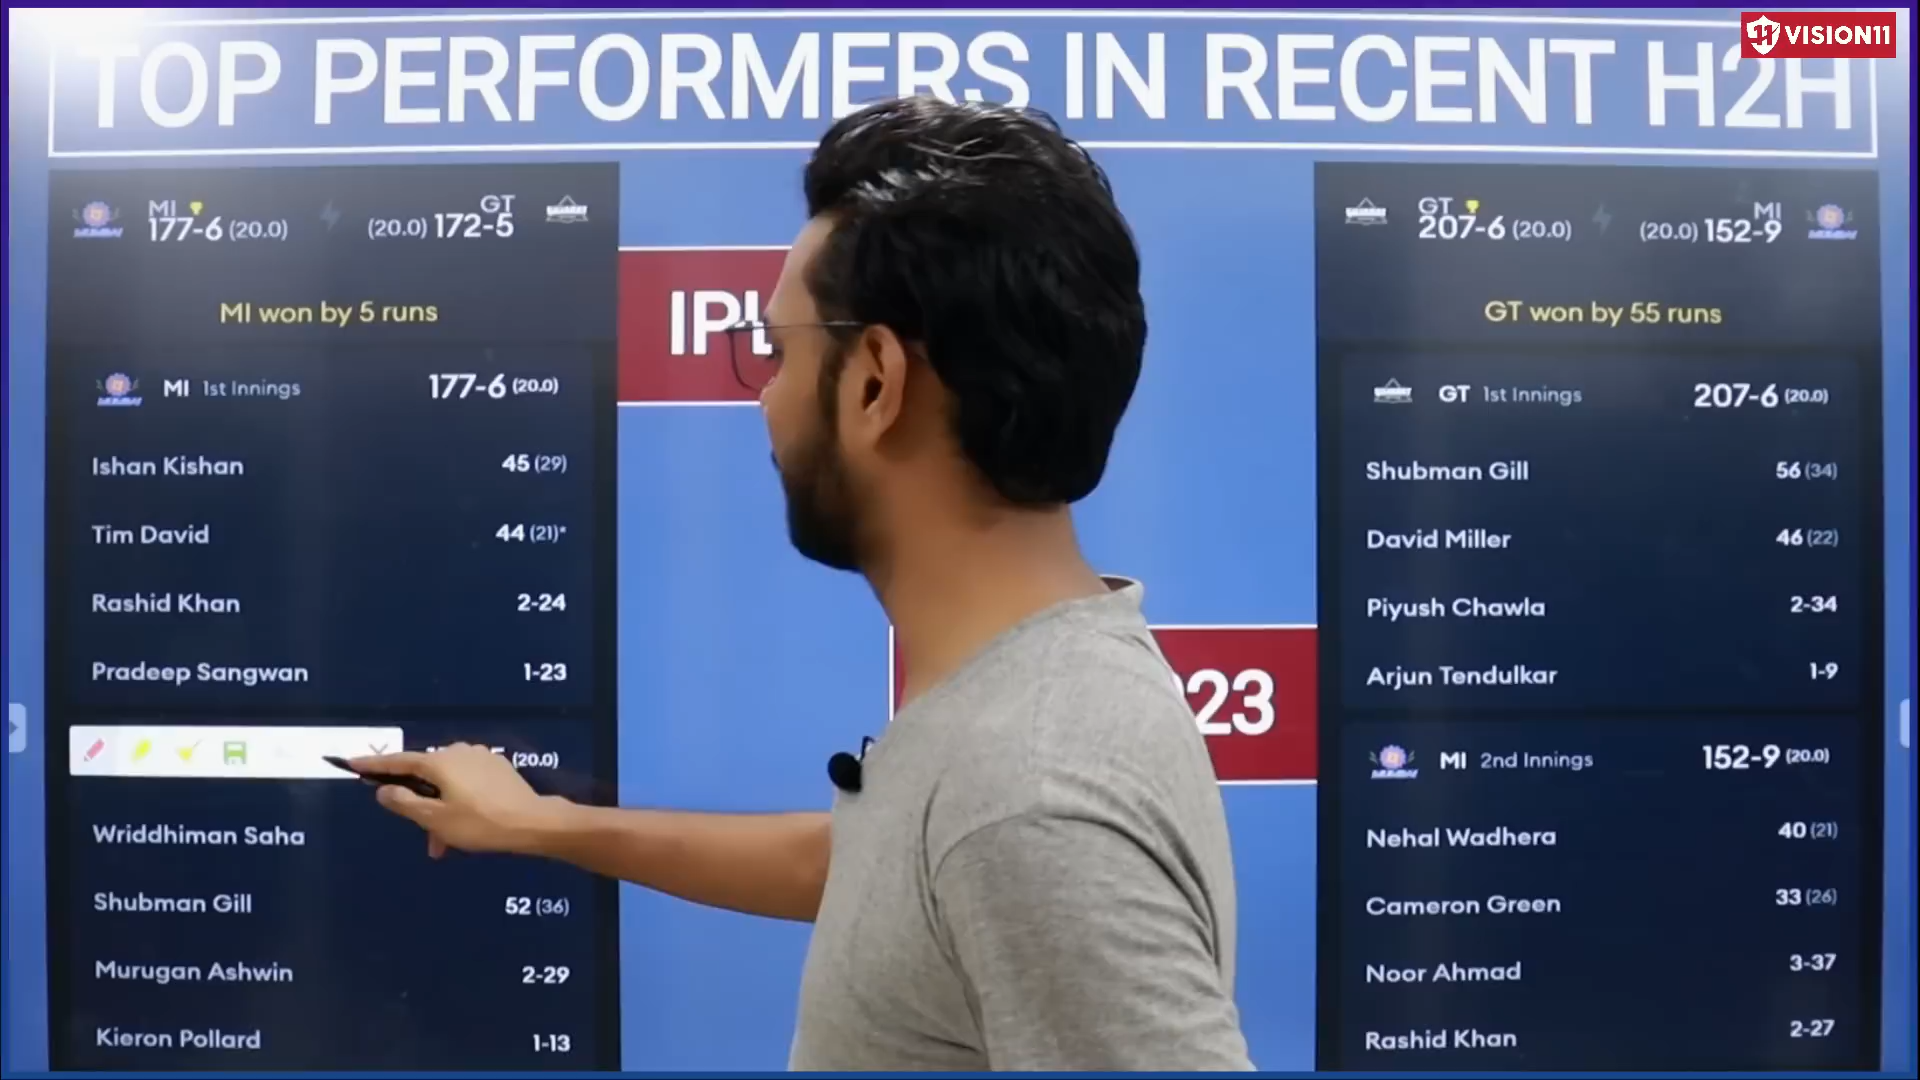 VISION11
TOP PERFORMERS IN RECENT H2H
MI
177-6 (20.0)
GT
(20.0) 172-5
MI won by 5 runs
MI 1st Innings 177-6 (20.0)
Ishan Kishan 45 (29)
Tim David 44 (21)*
Rashid Khan 2-24
Pradeep Sangwan 1-23
(20.0)
Wriddhiman Saha
Shubman Gill 52 (36)
Murugan Ashwin 2-29
Kieron Pollard 1-13
IPL
23
GT
207-6 (20.0)
MI
(20.0) 152-9
GT won by 55 runs
GT 1st Innings 207-6 (20.0)
Shubman Gill 56 (34)
David Miller 46 (22)
Piyush Chawla 2-34
Arjun Tendulkar 1-9
MI 2nd Innings 152-9 (20.0)
Nehal Wadhera 40 (21)
Cameron Green 33 (26)
Noor Ahmad 3-37
Rashid Khan 2-27